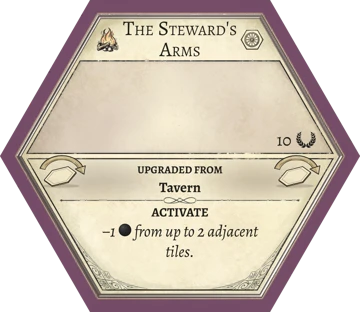 The Steward's
Arms
10
UPGRADED FROM
Tavern
ACTIVATE
−1 from up to 2 adjacent
tiles.